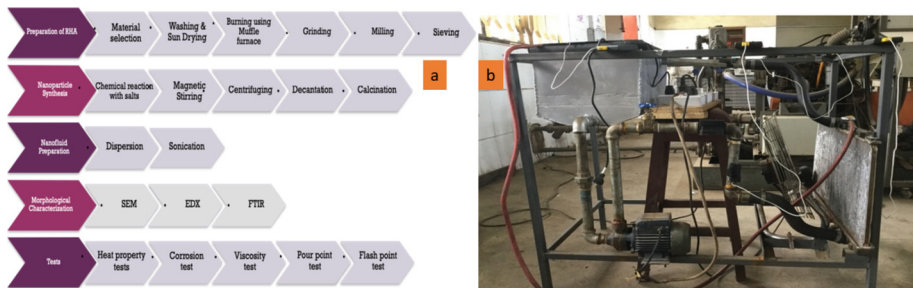 Preparation of RHA
Material
selection
Washing &
Sun Drying
Burning using
Muffle
furnace
Grinding
Milling
Sieving
a
b
Nanoparticle
Synthesis
Chemical reaction
with salts
Magnetic
Stirring
Centrifuging
Decantation
Calcination
Nanofluid
Preparation
Dispersion
Sonication
Morphological
Characterization
SEM
EDX
FTIR
Tests
Heat property
tests
Corrosion
test
Viscosity
test
Pour point
test
Flash point
test